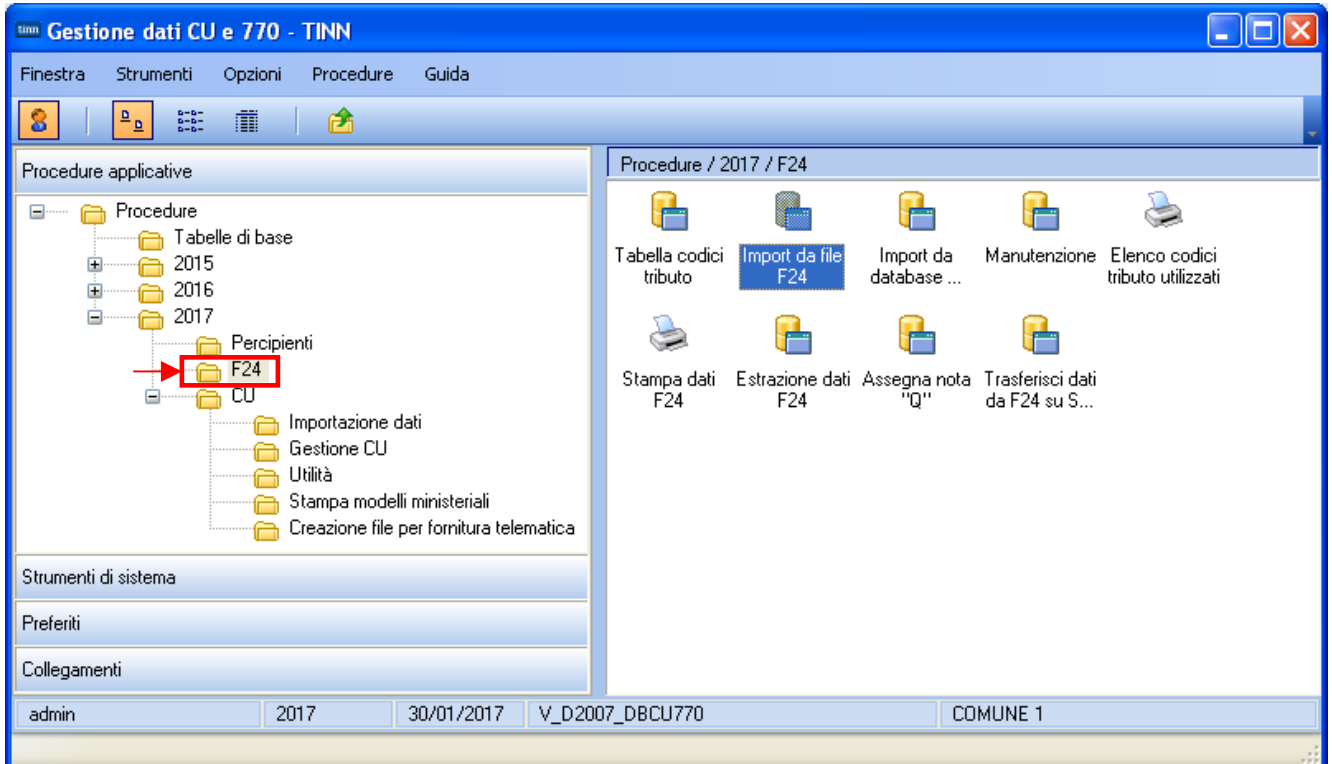 tinn Gestione dati CU e 770 - TINN
Finestra Strumenti Opzioni Procedure Guida
Procedure applicative
Procedure
Tabelle di base
2015
2016
2017
Percipienti
F24
CU
Importazione dati
Gestione CU
Utilità
Stampa modelli ministeriali
Creazione file per fornitura telematica
Strumenti di sistema
Preferiti
Collegamenti
Procedure / 2017 / F24
Tabella codici
tributo
Import da file
F24
Import da
database ...
Manutenzione
Elenco codici
tributo utilizzati
Stampa dati
F24
Estrazione dati
F24
Assegna nota
"Q"
Trasferisci dati
da F24 su S...
admin 2017 30/01/2017 V_D2007_DBCU770 COMUNE 1